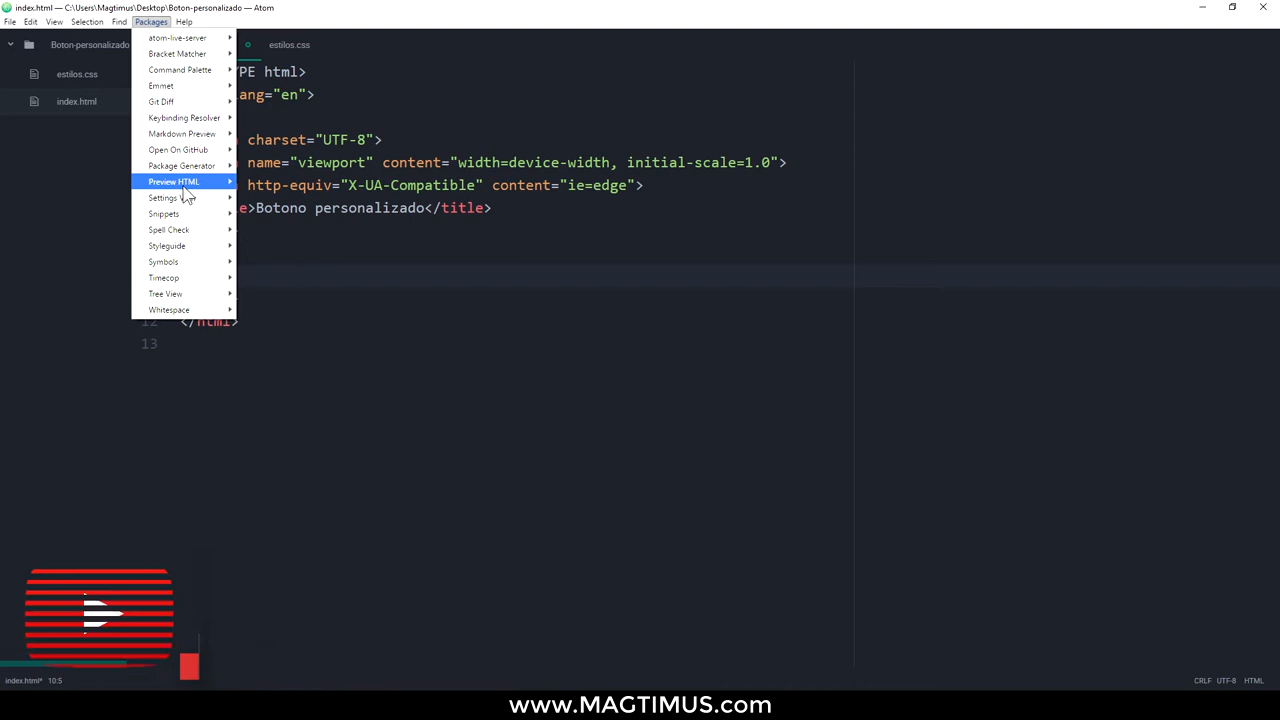 index.html — C:\Users\Magtimus\Desktop\Boton-personalizado — Atom
File Edit View Selection Find Packages Help
Boton-personalizado
estilos.css
index.html
atom-live-server
Bracket Matcher
Command Palette
Emmet
Git Diff
Keybinding Resolver
Markdown Preview
Open On GitHub
Package Generator
Preview HTML
Settings
Snippets
Spell Check
Styleguide
Symbols
Timecop
Tree View
Whitespace
estilos.css
PE html>
ang="en">
charset="UTF-8">
name="viewport" content="width=device-width, initial-scale=1.0">
http-equiv="X-UA-Compatible" content="ie=edge">
e>Botono personalizado</title>
12 </html>
13
index.html* 10:5
CRLF UTF-8 HTML
www.MAGTIMUS.com